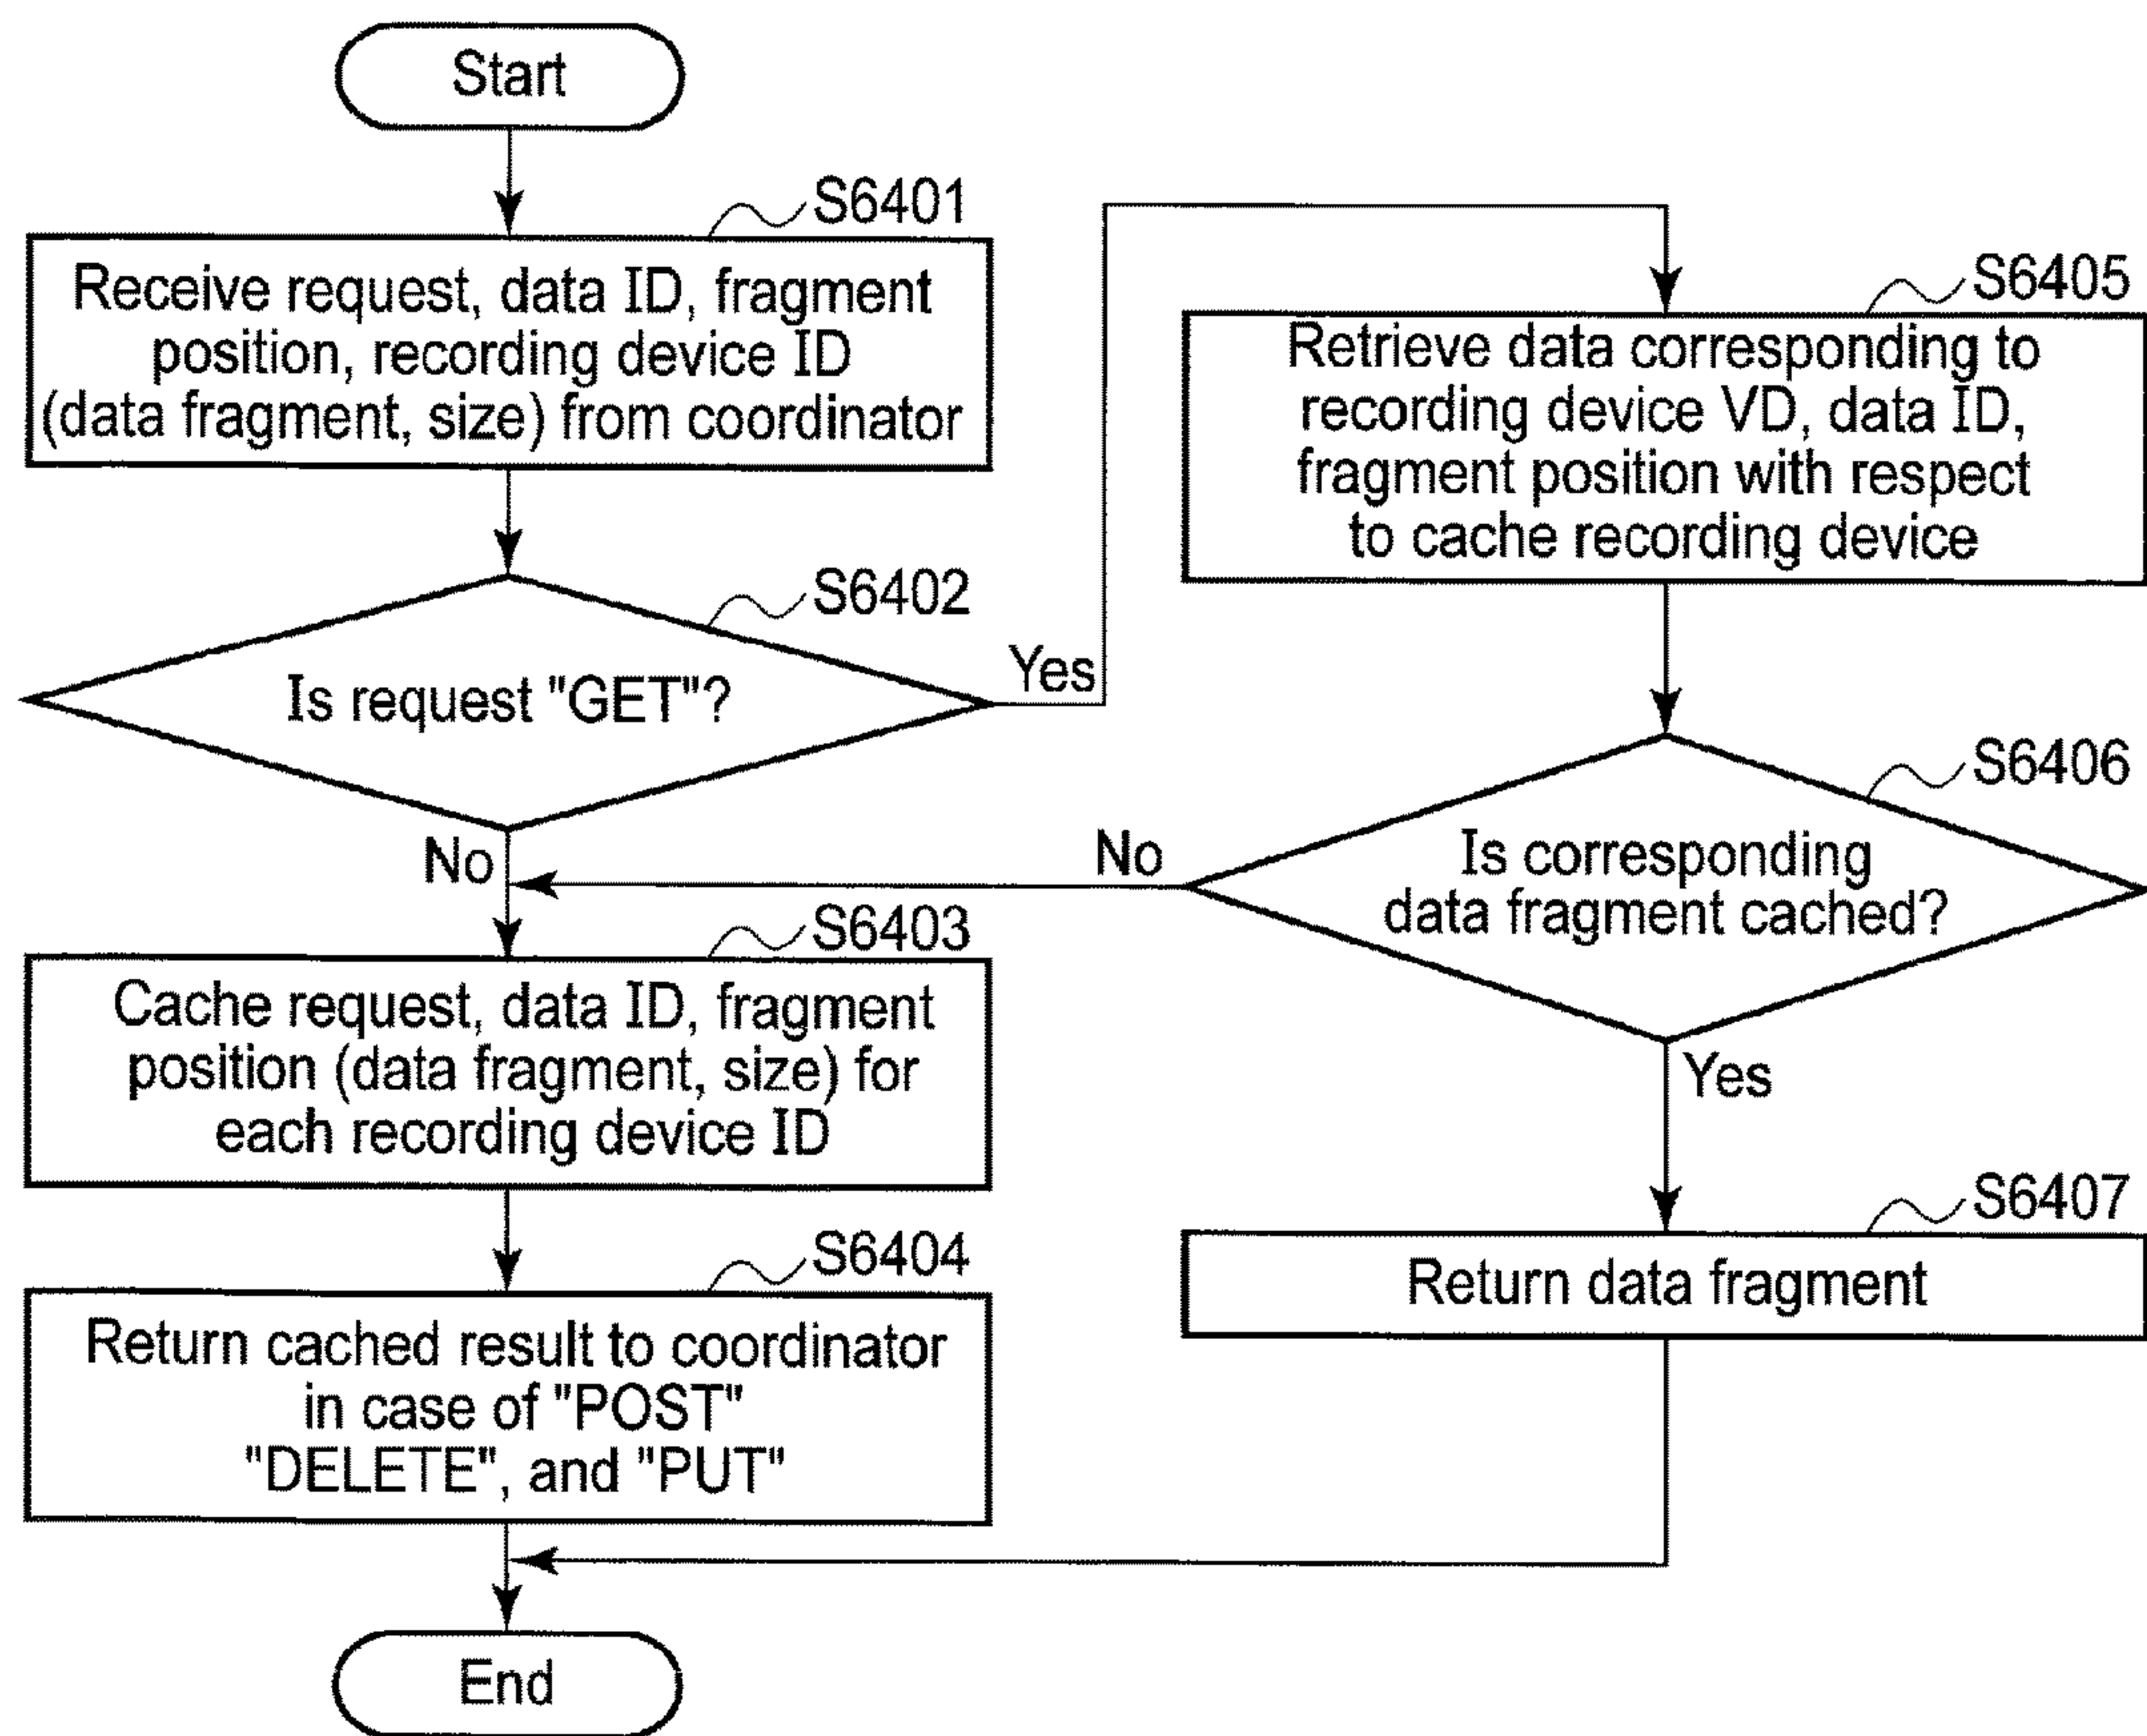 Start
S6401
Receive request, data ID, fragment
position, recording device ID
(data fragment, size) from coordinator
S6402
Is request "GET"?
Yes
No
S6403
Cache request, data ID, fragment
position (data fragment, size) for
each recording device ID
S6404
Return cached result to coordinator
in case of "POST"
"DELETE", and "PUT"
End
S6405
Retrieve data corresponding to
recording device VD, data ID,
fragment position with respect
to cache recording device
S6406
Is corresponding
data fragment cached?
No
Yes
S6407
Return data fragment